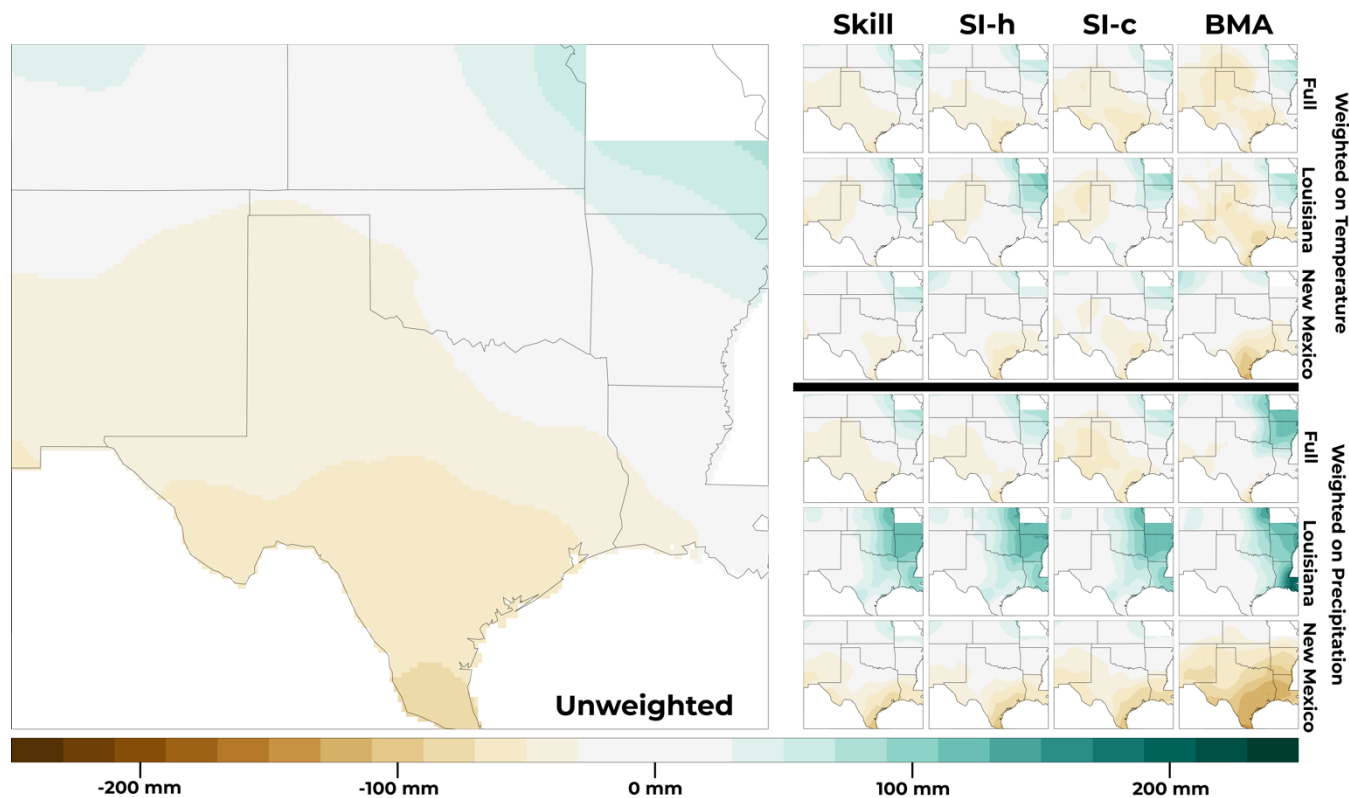 Skill SI-h SI-c BMA
Full
Louisiana
New Mexico
Weighted on Temperature
Full
Louisiana
New Mexico
Weighted on Precipitation
Unweighted
-200 mm -100 mm 0 mm 100 mm 200 mm